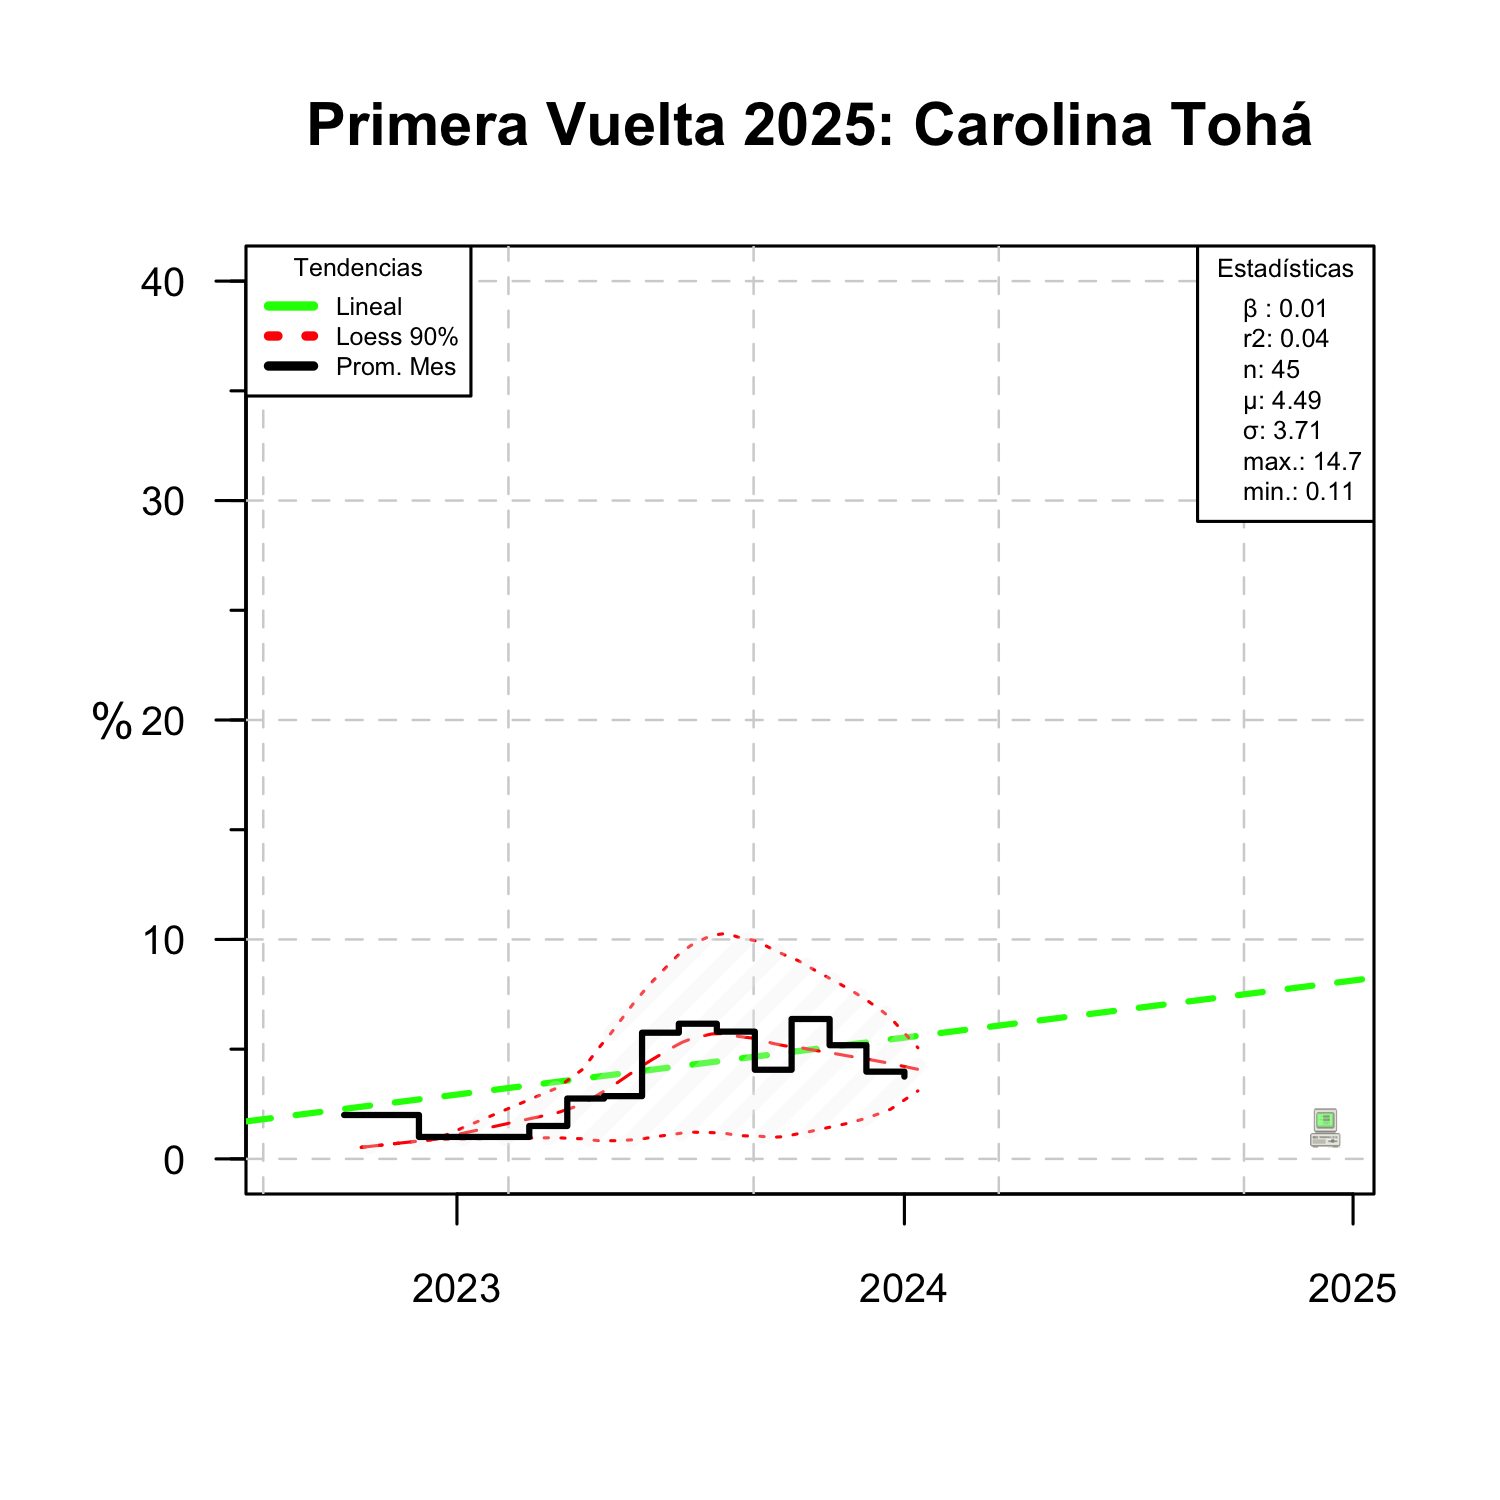 Primera Vuelta 2025: Carolina Tohá
Tendencias
Lineal
Loess 90%
Prom. Mes
Estadísticas
β : 0.01
r2: 0.04
n: 45
μ: 4.49
σ: 3.71
max.: 14.7
min.: 0.11
40
30
% 20
10
0
2023 2024 2025